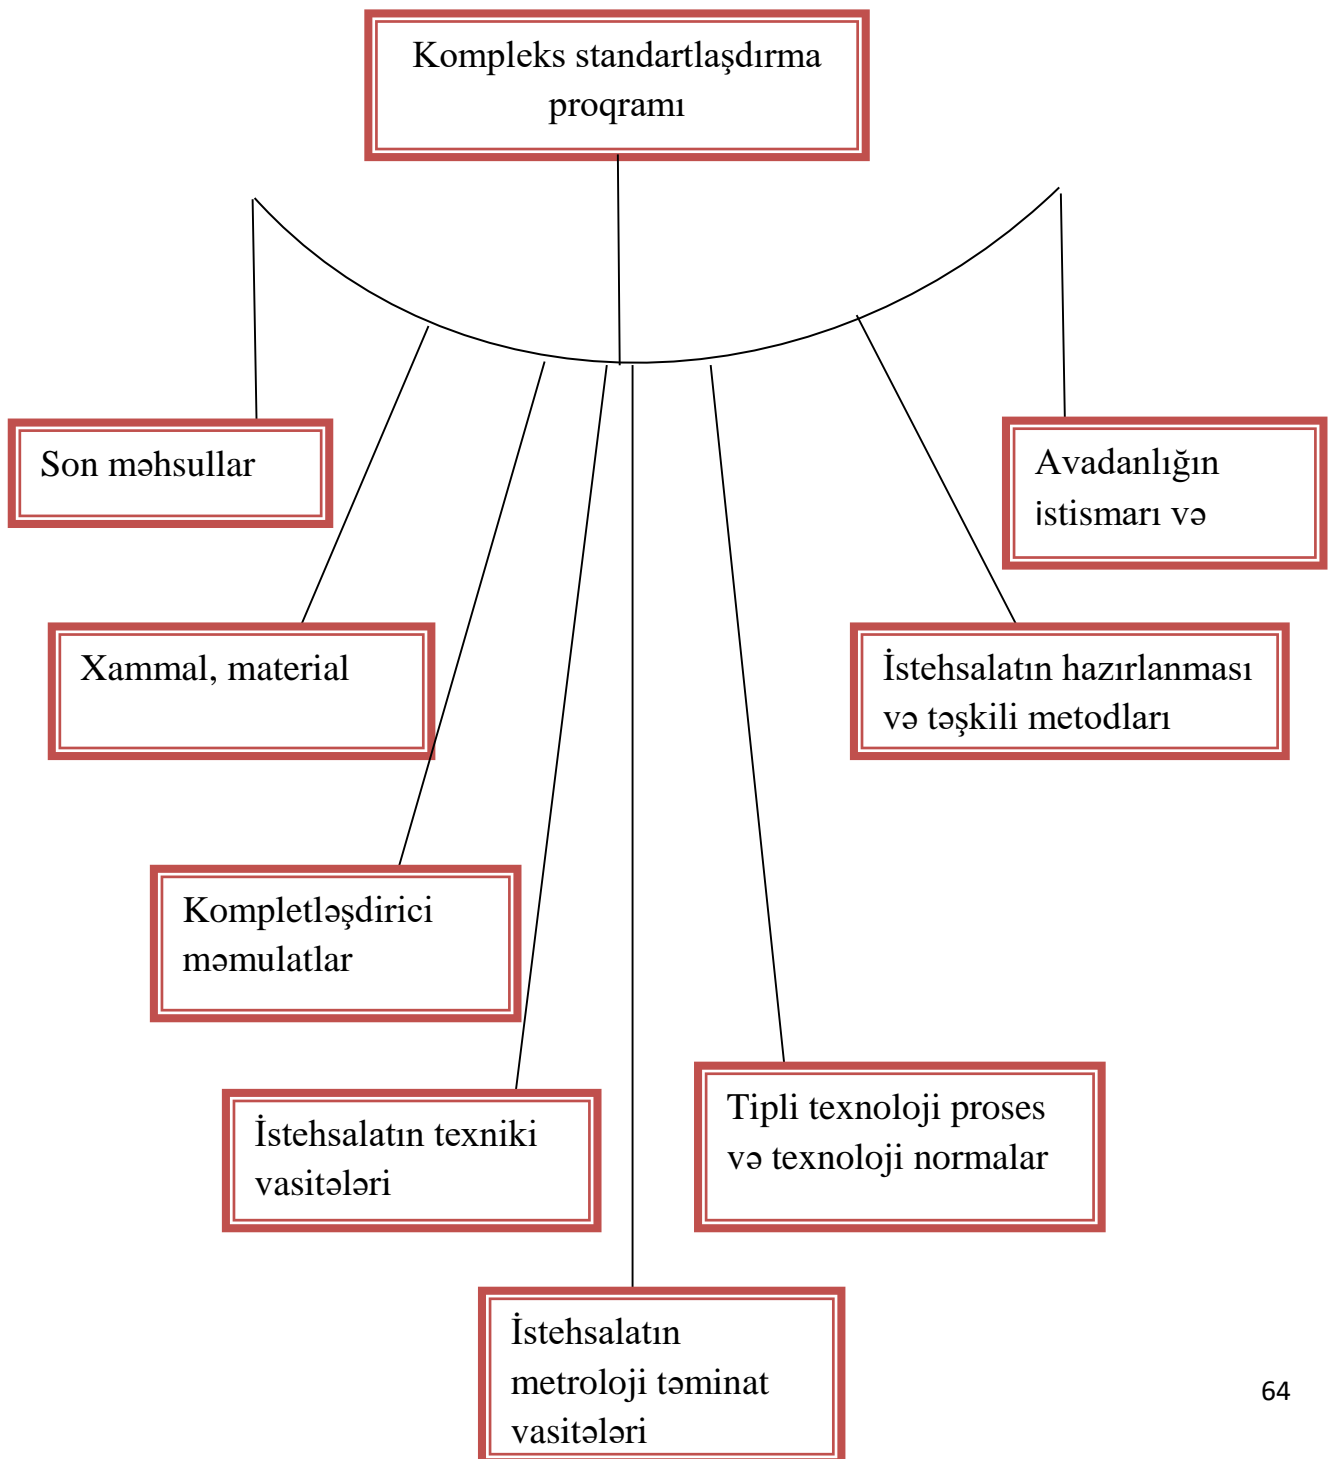 Kompleks standartlaşdırma
proqramı
Son məhsullar
Avadanlığın
istismarı və
Xammal, material
İstehsalatın hazırlanması
və təşkili metodları
Kompletləşdirici
məmulatlar
İstehsalatın texniki
vasitələri
Tipli texnoloji proses
və texnoloji normalar
İstehsalatın
metroloji təminat
vasitələri
64